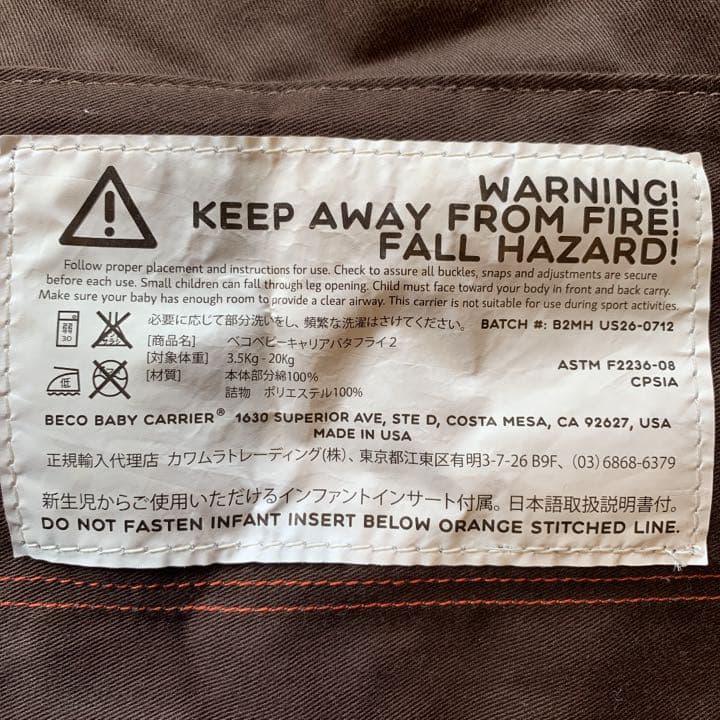 WARNING!
KEEP AWAY FROM FIRE!
FALL HAZARD!
Follow proper placement and instructions for use. Check to assure all buckles, snaps and adjustments are secure
before each use. Small children can fall through leg opening. Child must face toward your body in front and back carry.
Make sure your baby has enough room to provide a clear airway. This carrier is not suitable for use during sport activities.
弱
30
必要に応じて部分洗いをし、頻繁な洗濯はさけてください。 BATCH #: B2MH US26-0712
[商品名] ベコベビーキャリアバタフライ2
[対象体重] 3.5Kg - 20Kg ASTM F2236-08
低 [材質] 本体部分綿100% CPSIA
詰物 ポリエステル100%
BECO BABY CARRIER® 1630 SUPERIOR AVE, STE D, COSTA MESA, CA 92627, USA
MADE IN USA
正規輸入代理店 カワムラトレーディング(株)、東京都江東区有明3-7-26 B9F、(03) 6868-6379
新生児からご使用いただけるインファントインサート付属。日本語取扱説明書付。
DO NOT FASTEN INFANT INSERT BELOW ORANGE STITCHED LINE.